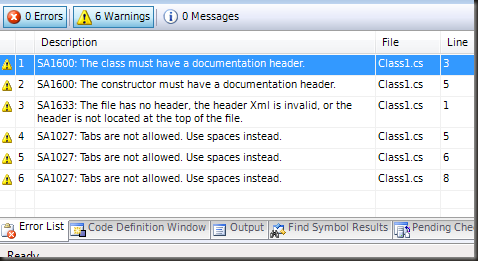 0 Errors 6 Warnings 0 Messages
Description File Line
1 SA1600: The class must have a documentation header. Class1.cs 3
2 SA1600: The constructor must have a documentation header. Class1.cs 5
3 SA1633: The file has no header, the header Xml is invalid, or the Class1.cs 1
header is not located at the top of the file.
4 SA1027: Tabs are not allowed. Use spaces instead. Class1.cs 5
5 SA1027: Tabs are not allowed. Use spaces instead. Class1.cs 6
6 SA1027: Tabs are not allowed. Use spaces instead. Class1.cs 8
Error List Code Definition Window Output Find Symbol Results Pending Che
Ready